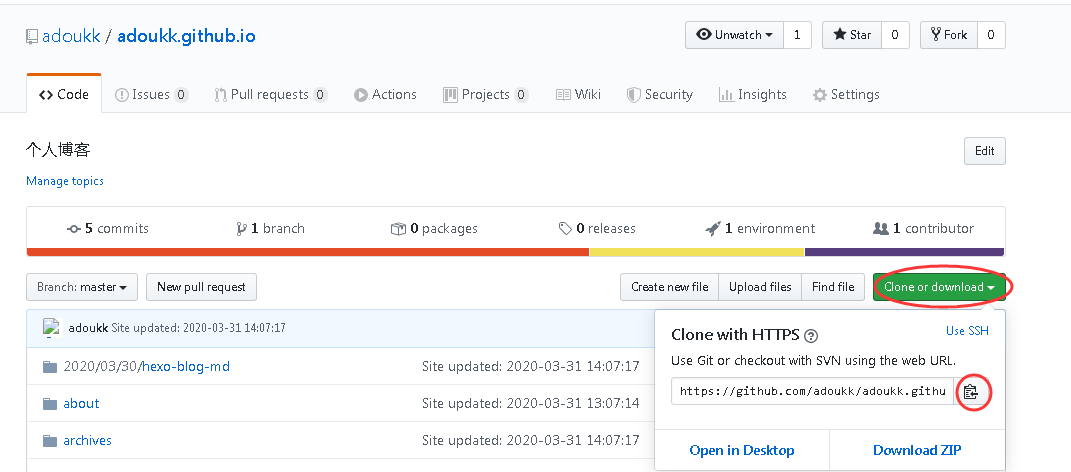 adoukk / adoukk.github.io
Unwatch 1 Star 0 Fork 0
Code Issues 0 Pull requests 0 Actions Projects 0 Wiki Security Insights Settings
个人博客
Edit
Manage topics
5 commits 1 branch 0 packages 0 releases 1 environment 1 contributor
Branch: master New pull request Create new file Upload files Find file Clone or download
adoukk Site updated: 2020-03-31 14:07:17
2020/03/30/hexo-blog-md Site updated: 2020-03-31 14:07:17
about Site updated: 2020-03-31 13:07:14
archives Site updated: 2020-03-31 14:07:17
Clone with HTTPS Use SSH
Use Git or checkout with SVN using the web URL.
https://github.com/adoukk/adoukk.githu
Open in Desktop Download ZIP